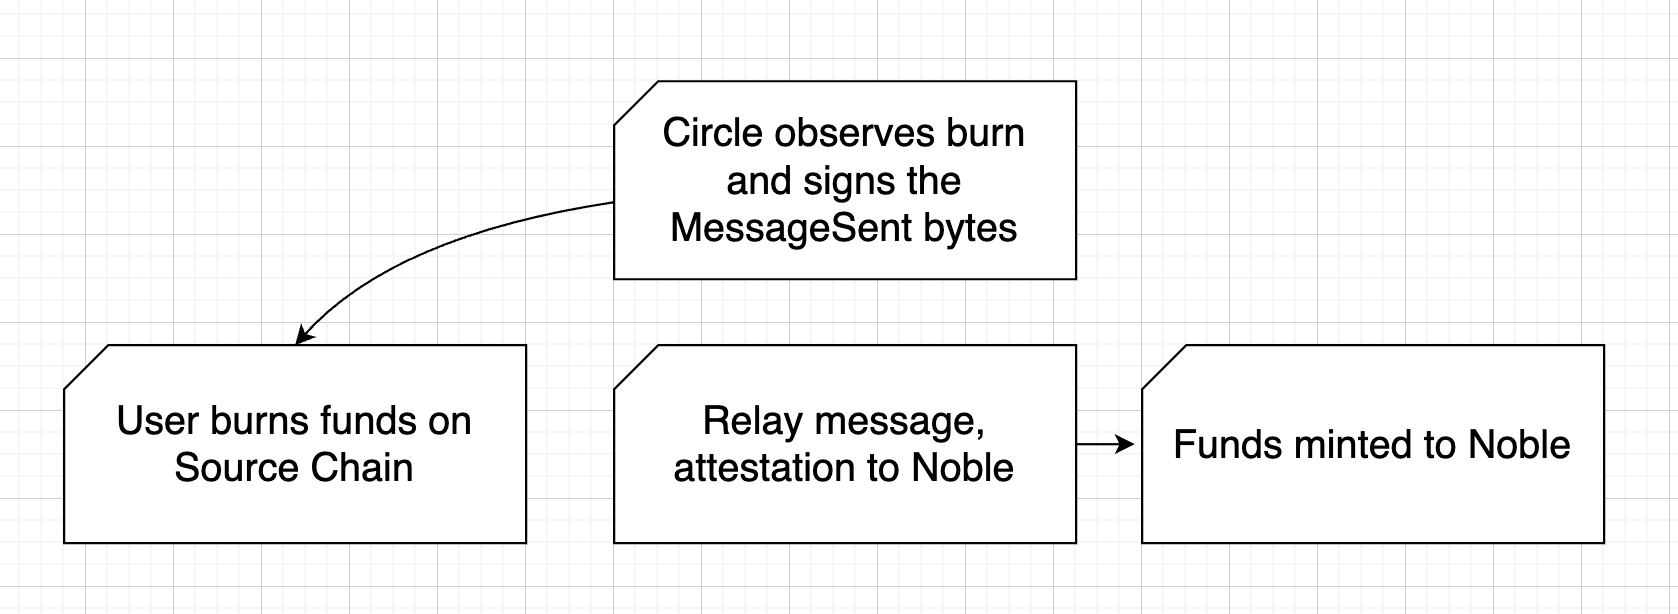 Circle observes burn
and signs the
MessageSent bytes
User burns funds on
Source Chain
Relay message,
attestation to Noble
Funds minted to Noble